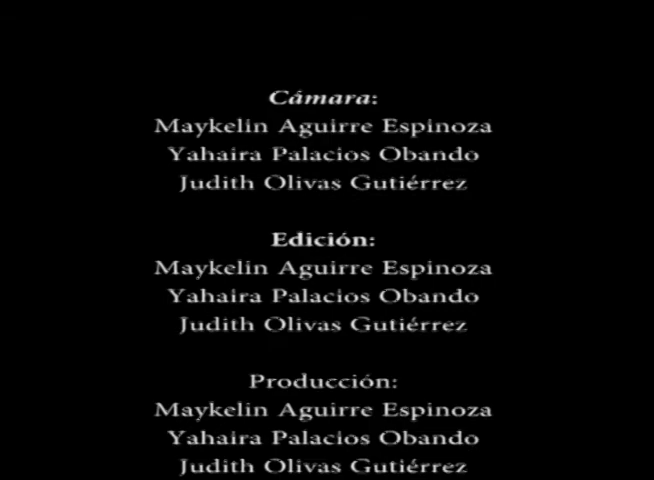 Cámara:
Maykelin Aguirre Espinoza
Yahaira Palacios Obando
Judith Olivas Gutiérrez
Edición:
Maykelin Aguirre Espinoza
Yahaira Palacios Obando
Judith Olivas Gutiérrez
Producción:
Maykelin Aguirre Espinoza
Yahaira Palacios Obando
Judith Olivas Gutiérrez